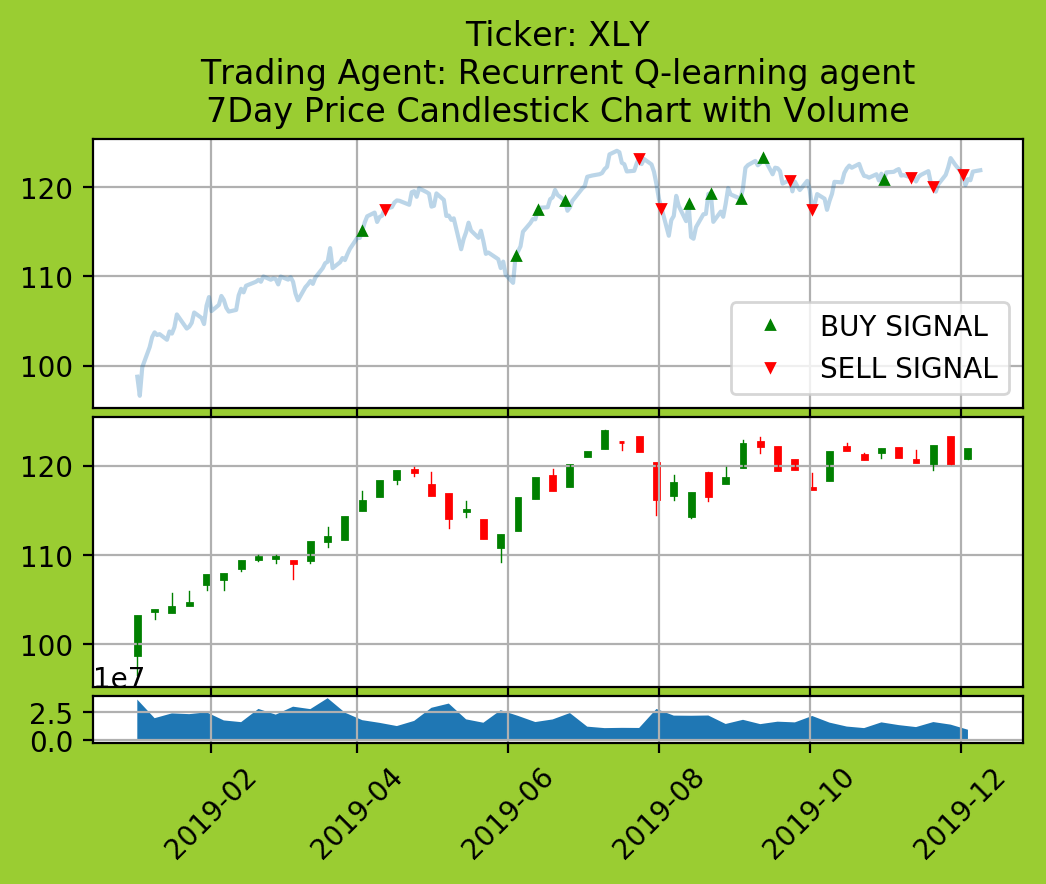 Ticker: XLY
Trading Agent: Recurrent Q-learning agent
7Day Price Candlestick Chart with Volume
120
110
100
BUY SIGNAL
SELL SIGNAL
120
110
100
1e7
2.5
0.0
2019-02
2019-04
2019-06
2019-08
2019-10
2019-12